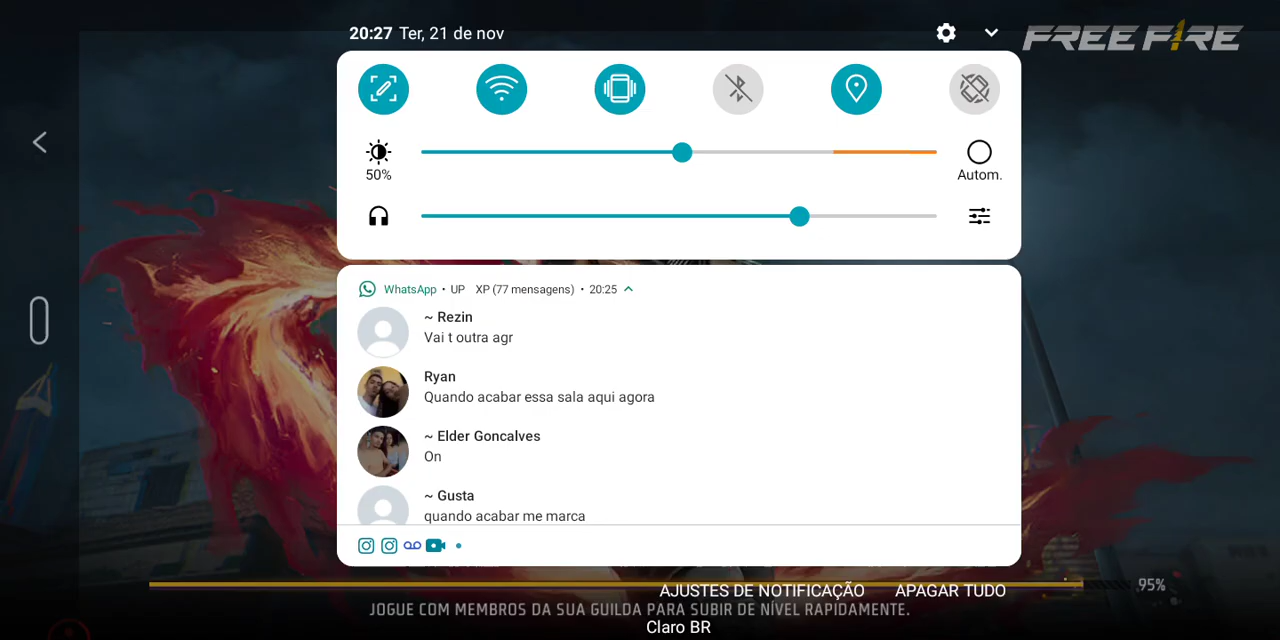 20:27 Ter, 21 de nov
FREE FIRE
50%
Autom.
WhatsApp • UP XP (77 mensagens) • 20:25
~ Rezin
Vai t outra agr
Ryan
Quando acabar essa sala aqui agora
~ Elder Goncalves
On
~ Gusta
quando acabar me marca
95%
AJUSTES DE NOTIFICAÇÃO APAGAR TUDO
JOGUE COM MEMBROS DA SUA GUILDA PARA SUBIR DE NÍVEL RAPIDAMENTE.
Claro BR